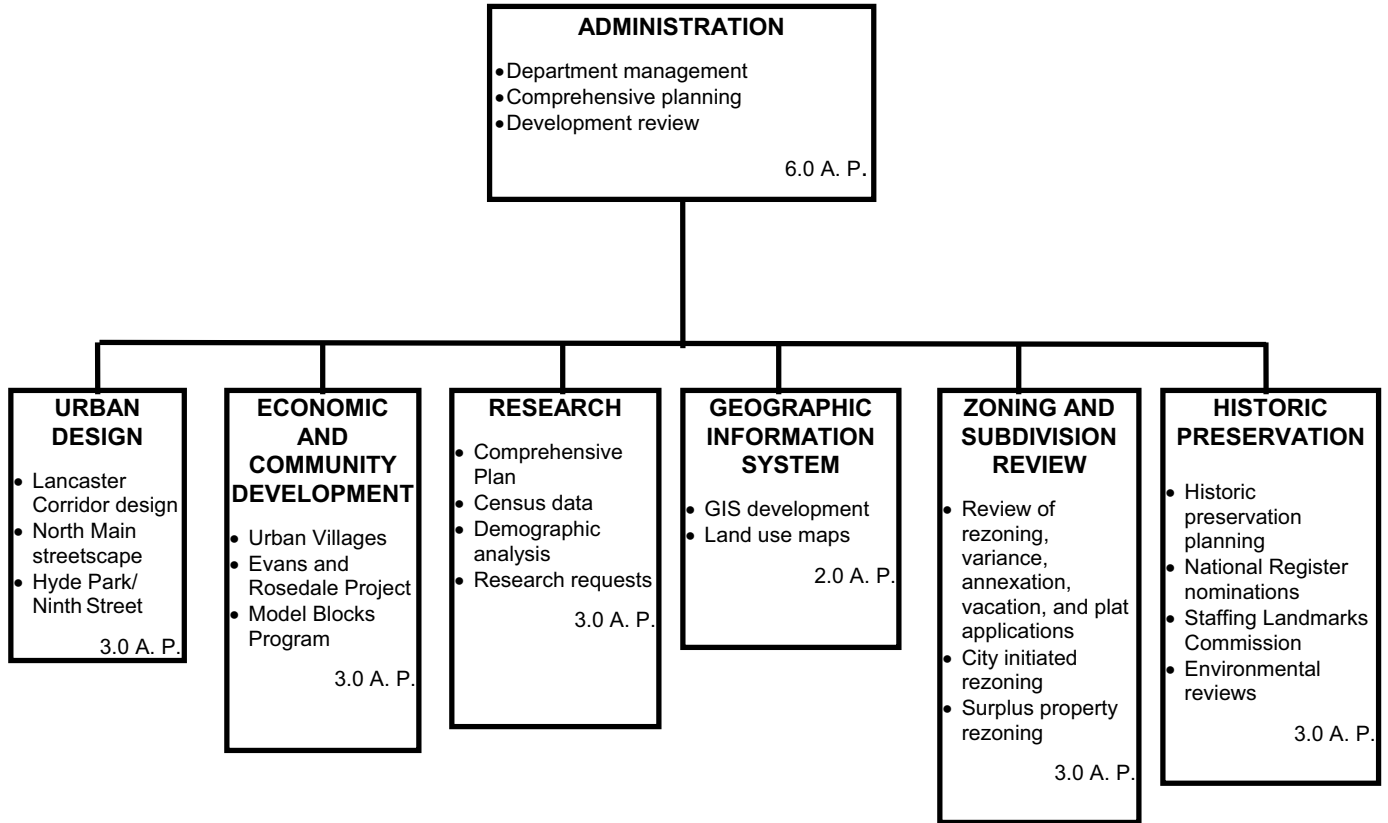 ADMINISTRATION
•Department management
•Comprehensive planning
•Development review
6.0 A. P.
URBAN
DESIGN
• Lancaster
Corridor design
• North Main
streetscape
• Hyde Park/
Ninth Street
3.0 A. P.
ECONOMIC
AND
COMMUNITY
DEVELOPMENT
• Urban Villages
• Evans and
Rosedale Project
• Model Blocks
Program
3.0 A. P.
RESEARCH
• Comprehensive
Plan
• Census data
• Demographic
analysis
• Research requests
3.0 A. P.
GEOGRAPHIC
INFORMATION
SYSTEM
• GIS development
• Land use maps
2.0 A. P.
ZONING AND
SUBDIVISION
REVIEW
• Review of
rezoning,
variance,
annexation,
vacation, and plat
applications
• City initiated
rezoning
• Surplus property
rezoning
3.0 A. P.
HISTORIC
PRESERVATION
• Historic
preservation
planning
• National Register
nominations
• Staffing Landmarks
Commission
• Environmental
reviews
3.0 A. P.